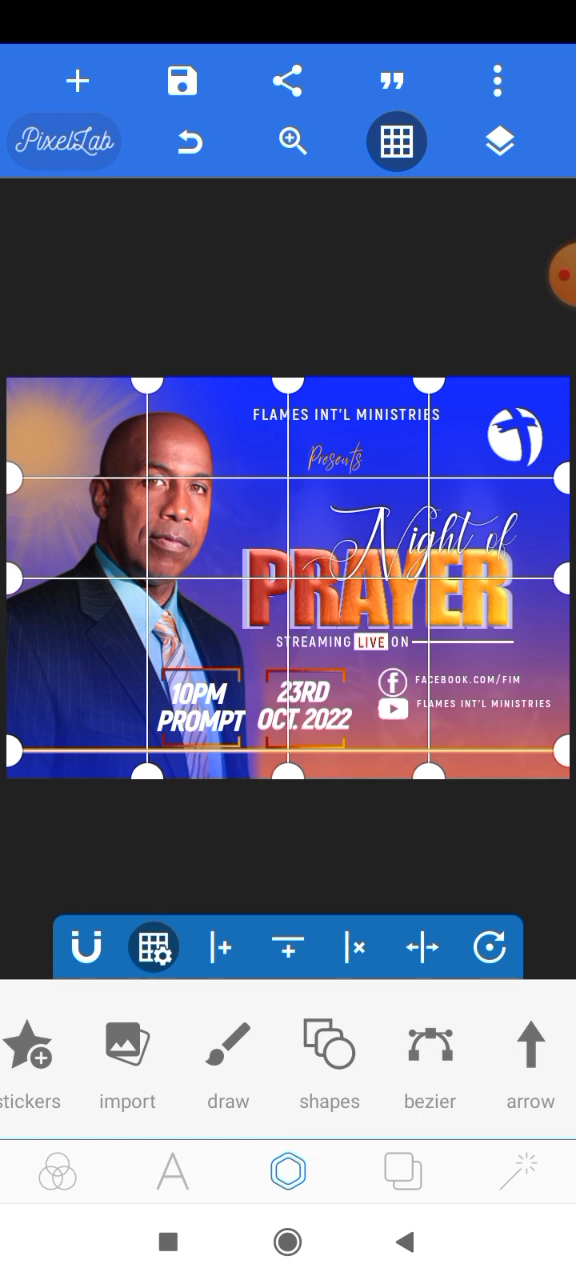 PixelLab
FLAMES INT'L MINISTRIES
Presents
Night of
PRAYER
STREAMING LIVE ON
10PM
PROMPT
23RD
OCT. 2022
FACEBOOK.COM/FIM
FLAMES INT'L MINISTRIES
stickers
import
draw
shapes
bezier
arrow